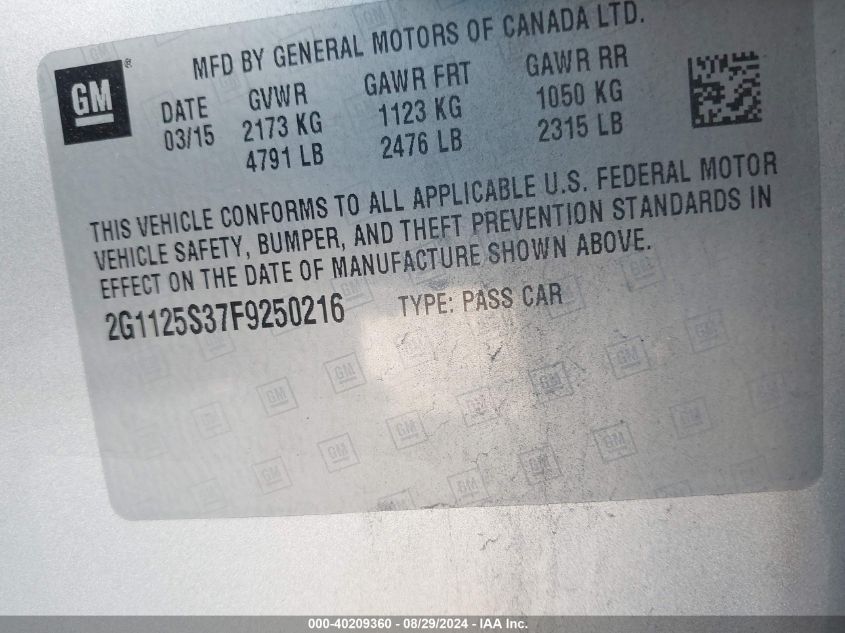 MFD BY GENERAL MOTORS OF CANADA LTD.
GM®
DATE GVWR GAWR FRT GAWR RR
03/15 2173 KG 1123 KG 1050 KG
4791 LB 2476 LB 2315 LB
THIS VEHICLE CONFORMS TO ALL APPLICABLE U.S. FEDERAL MOTOR
VEHICLE SAFETY, BUMPER, AND THEFT PREVENTION STANDARDS IN
EFFECT ON THE DATE OF MANUFACTURE SHOWN ABOVE.
2G1125S37F9250216 TYPE: PASS CAR
000-40209360 - 08/29/2024 - IAA Inc.